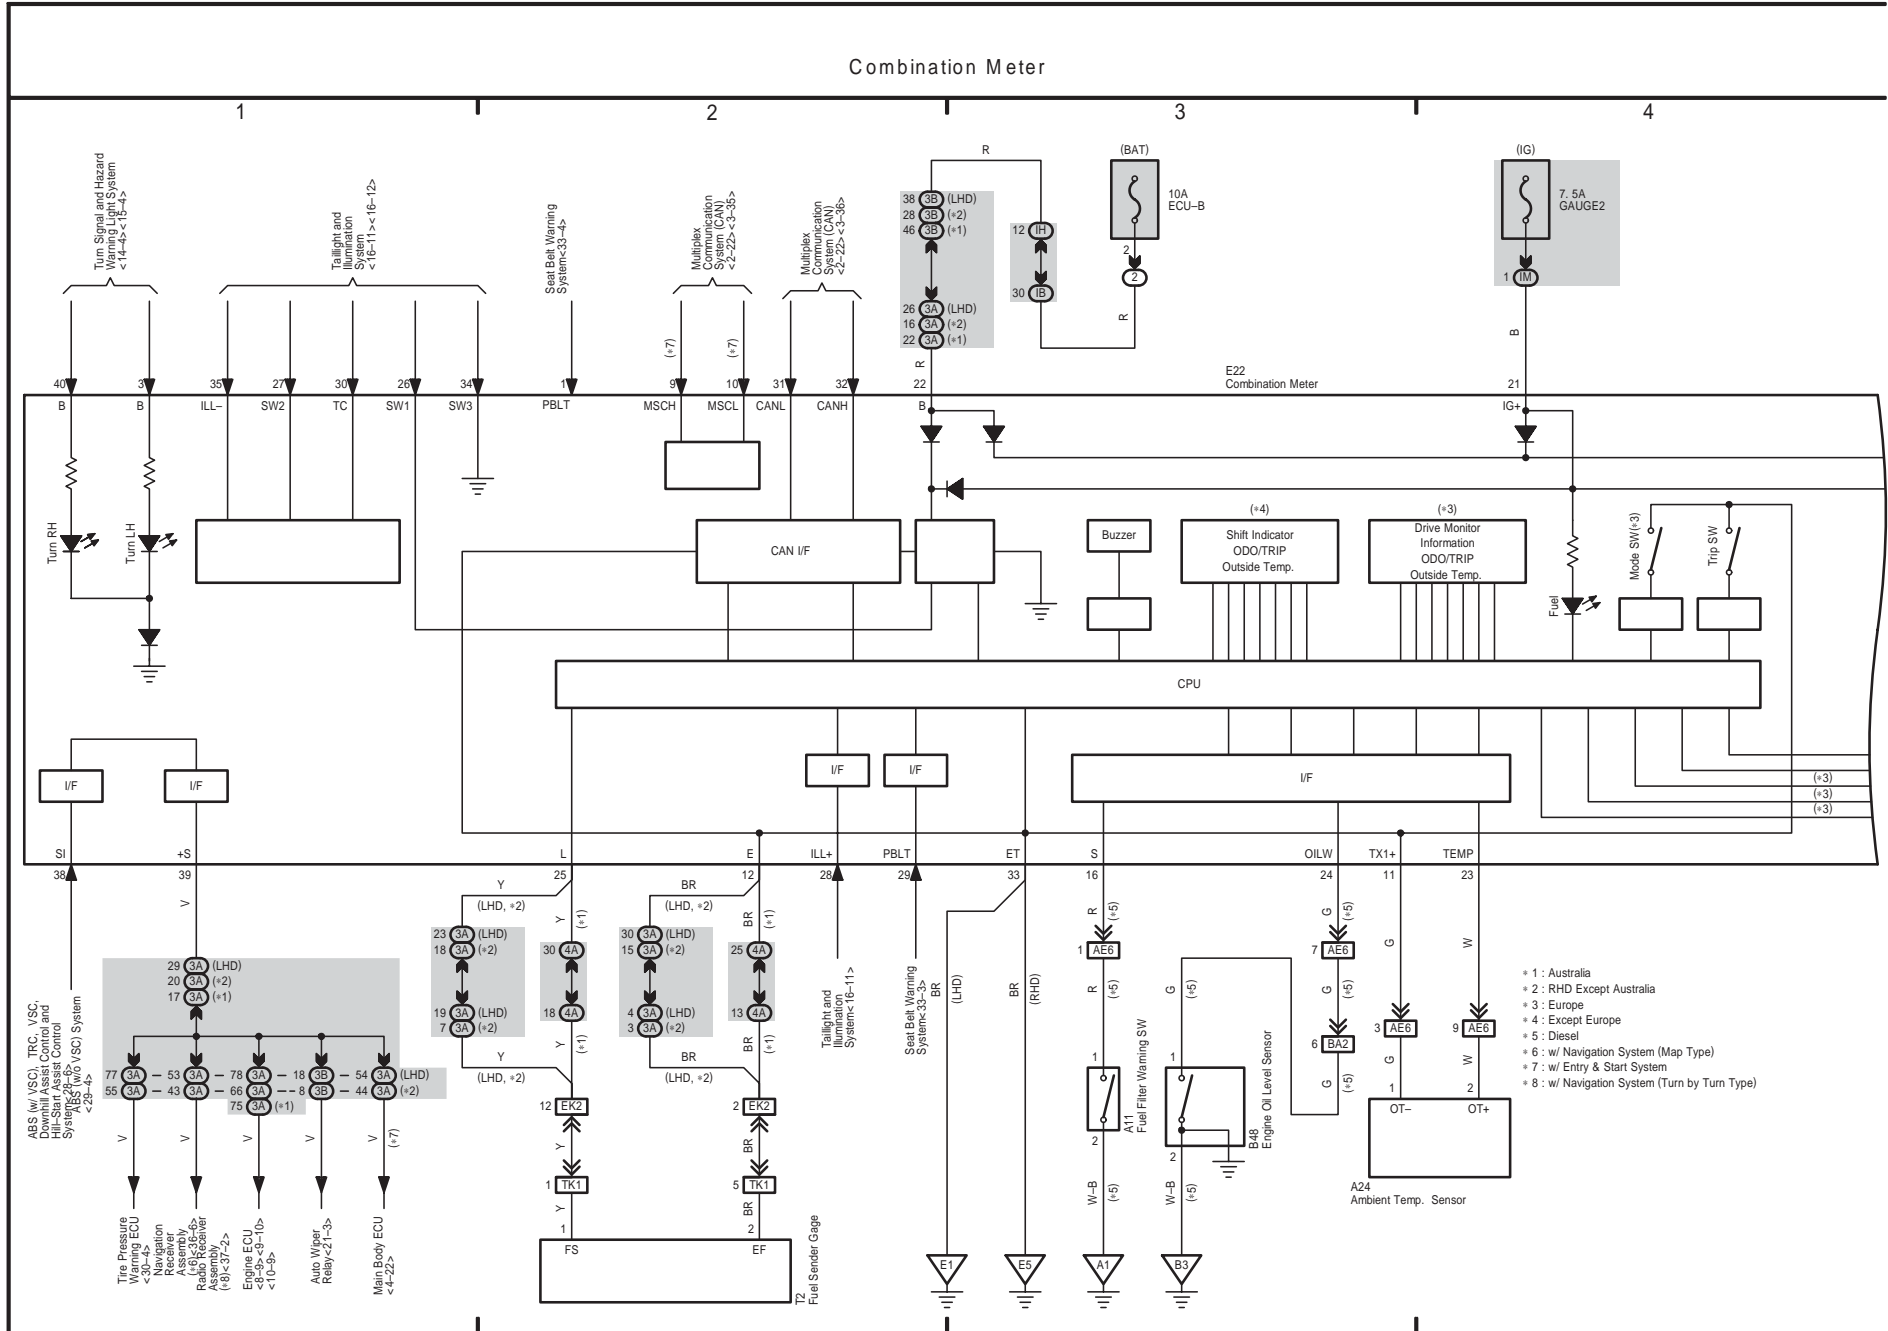 Combination Meter
1
2
3
4
Turn Signal and Hazard
Warning Light System
<14–4><15–4>
Taillight and
Illumination
System
<16–11><16–12>
Seat Belt Warning
System<33–4>
Multiplex
Communication
System (CAN)
<2–22><3–35>
Multiplex
Communication
System (CAN)
<2–22><3–36>
R
38 3B (LHD)
28 3B (*2)
46 3B (*1)
26 3A (LHD)
16 3A (*2)
22 3A (*1)
R
12 IH
30 IB
R
(BAT)
10A
ECU–B
2
2
(IG)
7. 5A
GAUGE2
1 IM
B
(*7)
(*7)
E22
Combination Meter
40
3
35
27
30
26
34
1
9
10
31
32
22
21
B
B
ILL–
SW2
TC
SW1
SW3
PBLT
MSCH
MSCL
CANL
CANH
B
IG+
Turn RH
Turn LH
CAN I/F
Buzzer
(*4)
Shift Indicator
ODO/TRIP
Outside Temp.
(*3)
Drive Monitor
Information
ODO/TRIP
Outside Temp.
Fuel
Mode SW(*3)
Trip SW
CPU
I/F
I/F
I/F
I/F
I/F
(*3)
(*3)
(*3)
SI
+S
L
E
ILL+
PBLT
ET
S
OILW
TX1+
TEMP
38
39
25
12
28
29
33
16
24
11
23
V
Y
(LHD, *2)
Y
(*1)
BR
(LHD, *2)
BR
(*1)
23 3A (LHD)
18 3A (*2)
30 4A
30 3A (LHD)
15 3A (*2)
25 4A
19 3A (LHD)
7 3A (*2)
18 4A
4 3A (LHD)
3 3A (*2)
13 4A
Y
(LHD, *2)
Y
(*1)
BR
(LHD, *2)
BR
(*1)
29 3A (LHD)
20 3A (*2)
17 3A (*1)
77 3A – 53 3A – 78 3A – 18 3B – 54 3A (LHD)
55 3A – 43 3A – 66 3A – 8 3B – 44 3A (*2)
75 3A (*1)
V
V
V
V
V
(*7)
ABS (w/ VSC), TRC, VSC,
Downhill Assist Control and
Hill–Start Assist Control
System<28–6>
ABS (w/o VSC) System
<29–4>
Tire Pressure
Warning ECU
<30–4>
Navigation
Receiver
Assembly
(*6)<36–6>
Radio Receiver
Assembly
(*8)<37–2>
Engine ECU
<8–9><9–10>
<10–9>
Auto Wiper
Relay<21–3>
Main Body ECU
<4–22>
12 EK2
2 EK2
Y
BR
1 TK1
5 TK1
Y
BR
1
2
FS
EF
T2
Fuel Sender Gage
Taillight and
Illumination
System<16–11>
Seat Belt Warning
System<33–3>
BR
(LHD)
BR
(RHD)
R
(*5)
1 AE6
R
(*5)
1
2
A11
Fuel Filter Warning SW
W–B
(*5)
G
(*5)
1
2
B48
Engine Oil Level Sensor
W–B
(*5)
G
(*5)
7 AE6
G
(*5)
6 BA2
G
(*5)
G
W
3 AE6
9 AE6
G
W
1
2
OT–
OT+
A24
Ambient Temp. Sensor
E1
E5
A1
B3
* 1 : Australia
* 2 : RHD Except Australia
* 3 : Europe
* 4 : Except Europe
* 5 : Diesel
* 6 : w/ Navigation System (Map Type)
* 7 : w/ Entry & Start System
* 8 : w/ Navigation System (Turn by Turn Type)